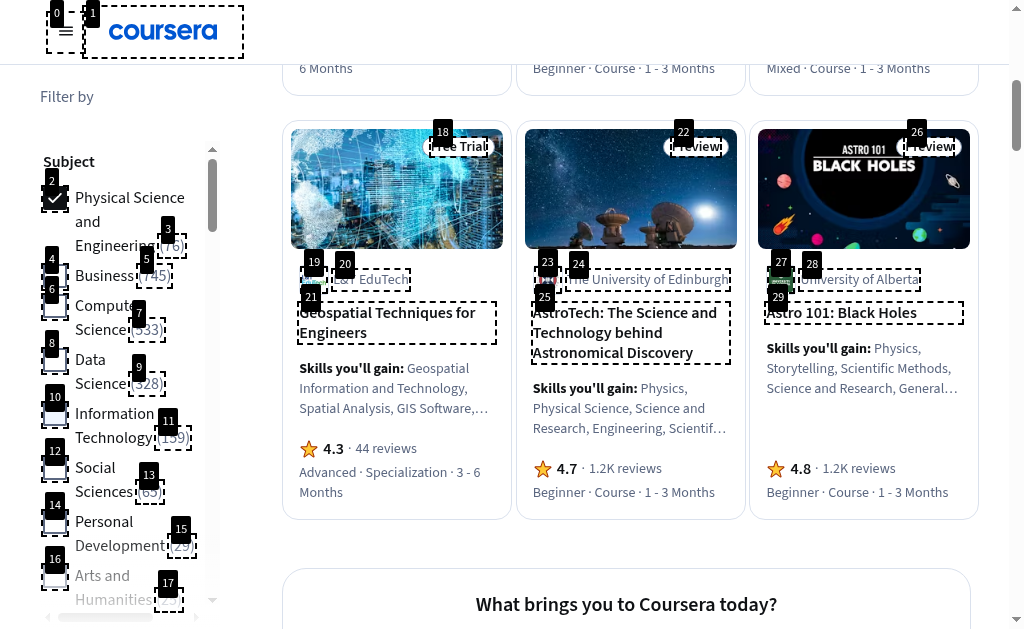 0
1
coursera
6 Months
Beginner · Course · 1 - 3 Months
Mixed · Course · 1 - 3 Months
Filter by
Subject
2
Physical Science
and
Engineering (76)
3
4
Business (745)
5
6
Computer
Science (533)
7
8
Data
Science (328)
9
10
Information
Technology (159)
11
12
Social
Sciences (65)
13
14
Personal
Development (29)
15
16
Arts and
Humanities (25)
17
18
Free Trial
19
20
L&T EduTech
21
Geospatial Techniques for
Engineers
Skills you'll gain: Geospatial
Information and Technology,
Spatial Analysis, GIS Software,…
4.3 · 44 reviews
Advanced · Specialization · 3 - 6
Months
22
Preview
23
24
The University of Edinburgh
25
AstroTech: The Science and
Technology behind
Astronomical Discovery
Skills you'll gain: Physics,
Physical Science, Science and
Research, Engineering, Scientif…
4.7 · 1.2K reviews
Beginner · Course · 1 - 3 Months
26
Preview
ASTRO 101
BLACK HOLES
27
28
University of Alberta
29
Astro 101: Black Holes
Skills you'll gain: Physics,
Storytelling, Scientific Methods,
Science and Research, General…
4.8 · 1.2K reviews
Beginner · Course · 1 - 3 Months
What brings you to Coursera today?